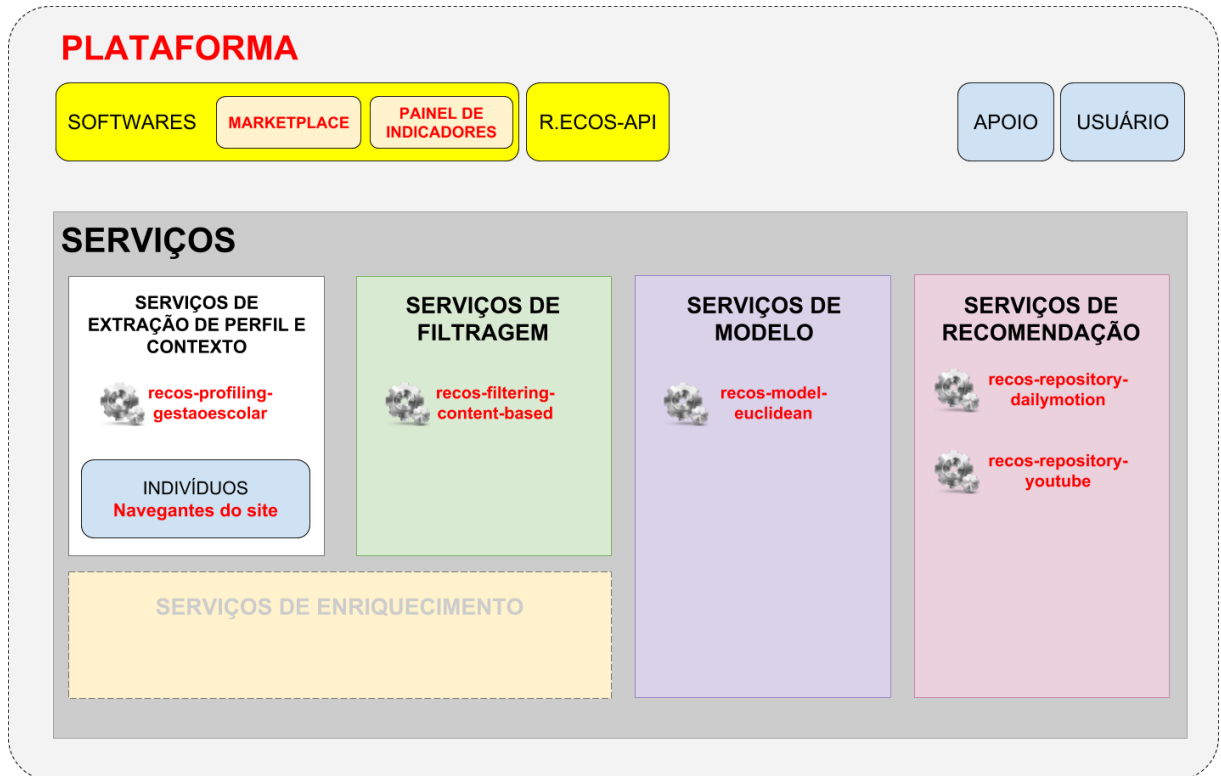 PLATAFORMA
SOFTWARES
MARKETPLACE
PAINEL DE
INDICADORES
R.ECOS-API
APOIO
USUÁRIO
SERVIÇOS
SERVIÇOS DE
EXTRAÇÃO DE PERFIL E
CONTEXTO
recos-profiling-
gestaoescolar
INDIVÍDUOS
Navegantes do site
SERVIÇOS DE
FILTRAGEM
recos-filtering-
content-based
SERVIÇOS DE
MODELO
recos-model-
euclidean
SERVIÇOS DE
RECOMENDAÇÃO
recos-repository-
dailymotion
recos-repository-
youtube
SERVIÇOS DE ENRIQUECIMENTO